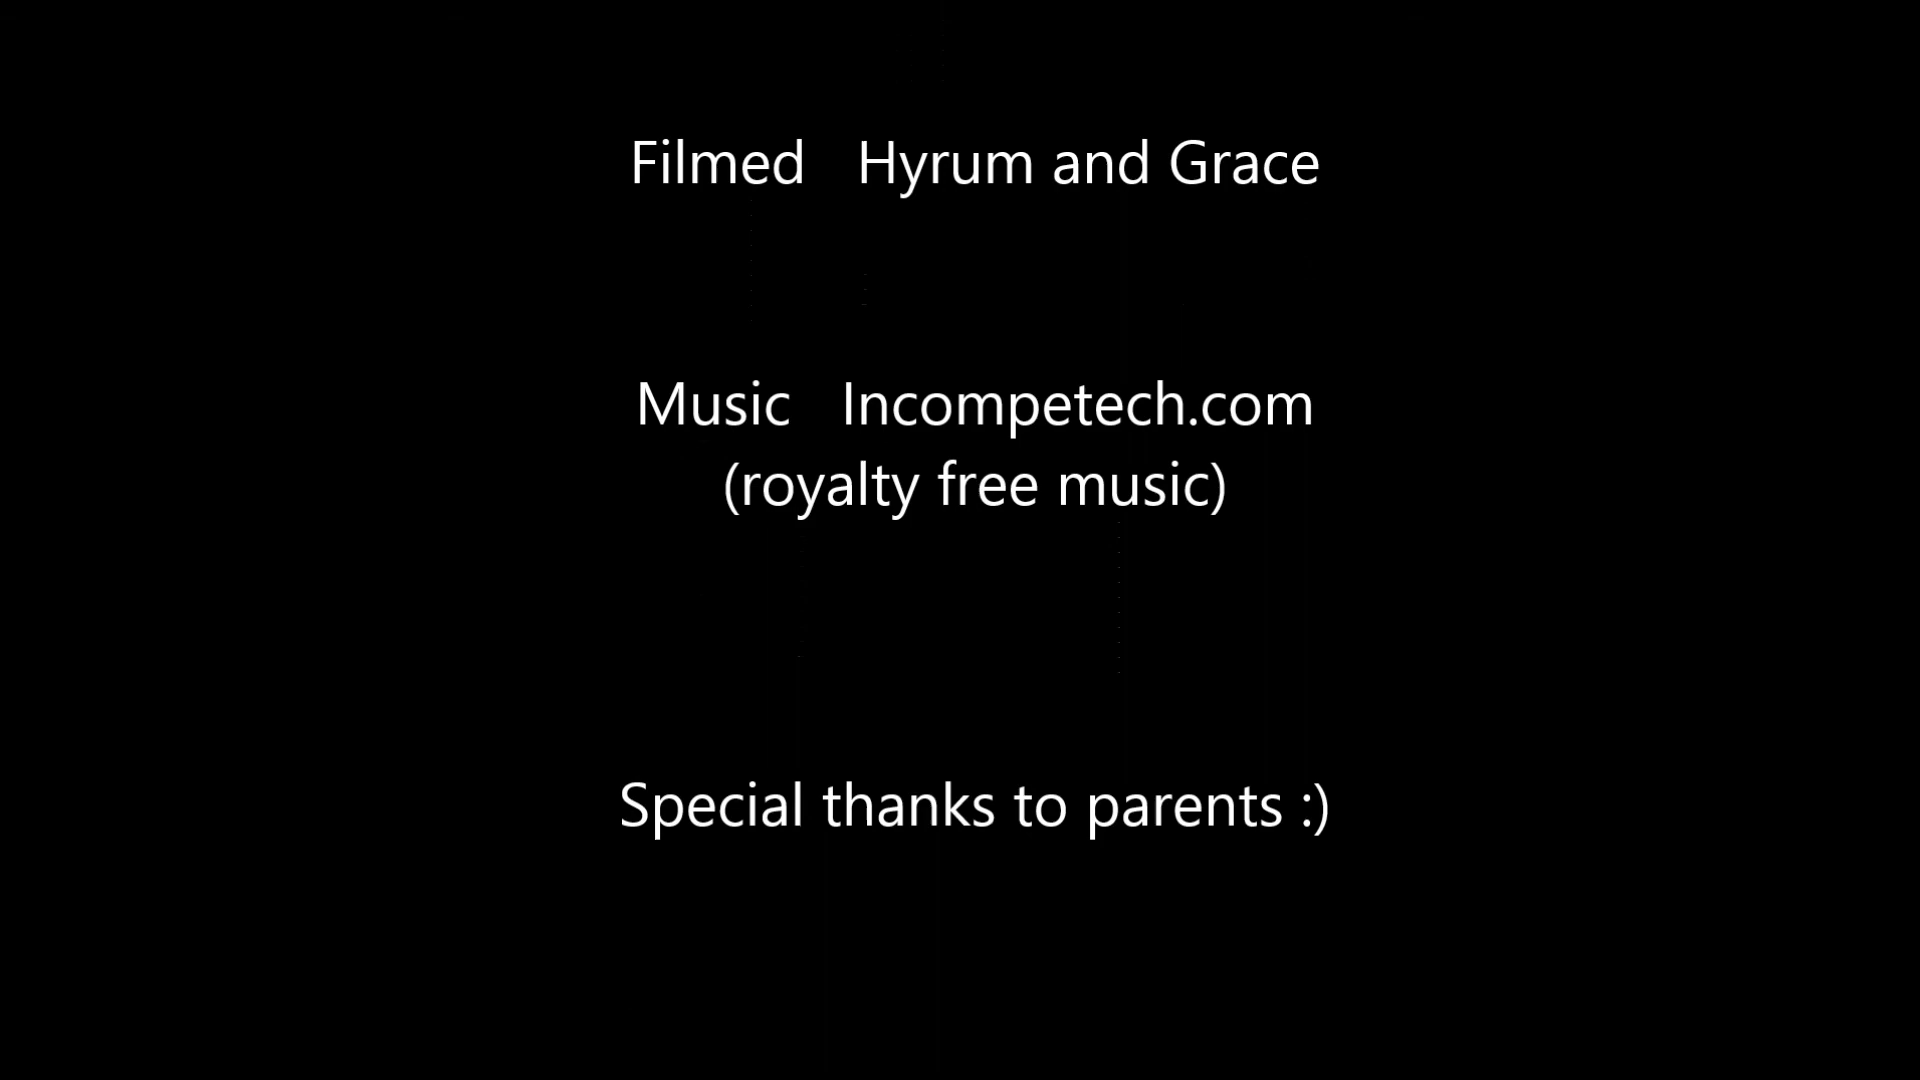 Filmed   Hyrum and Grace
Music   Incompetech.com
(royalty free music)
Special thanks to parents :)